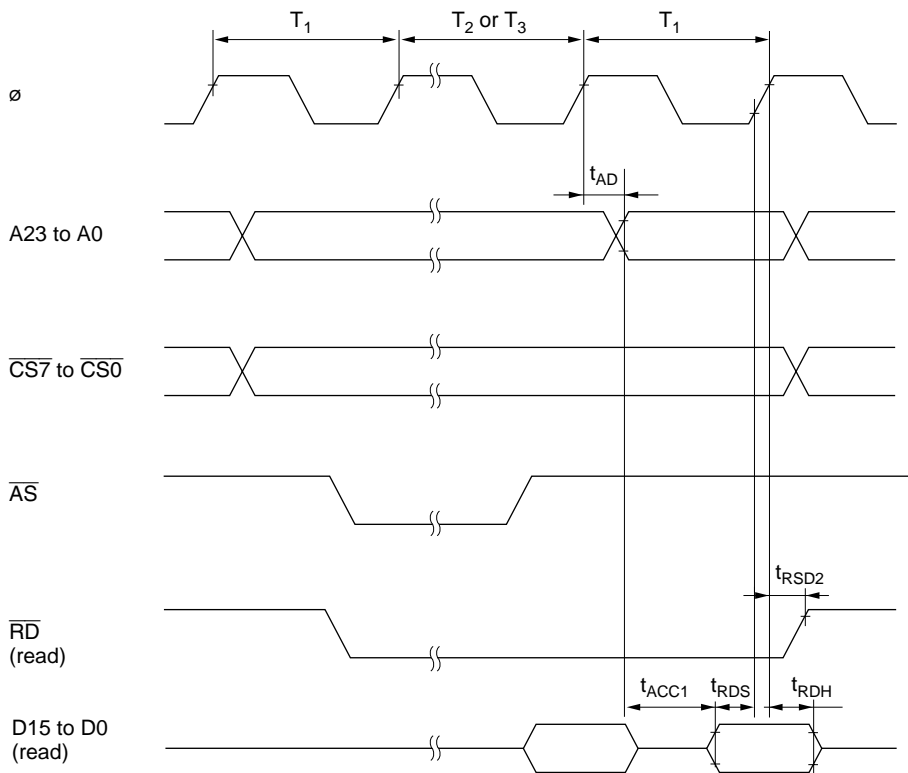 T1 T2 or T3 T1
ø
tAD
A23 to A0
CS7 to CS0
AS
tRSD2
RD
(read)
tACC1 tRDS tRDH
D15 to D0
(read)